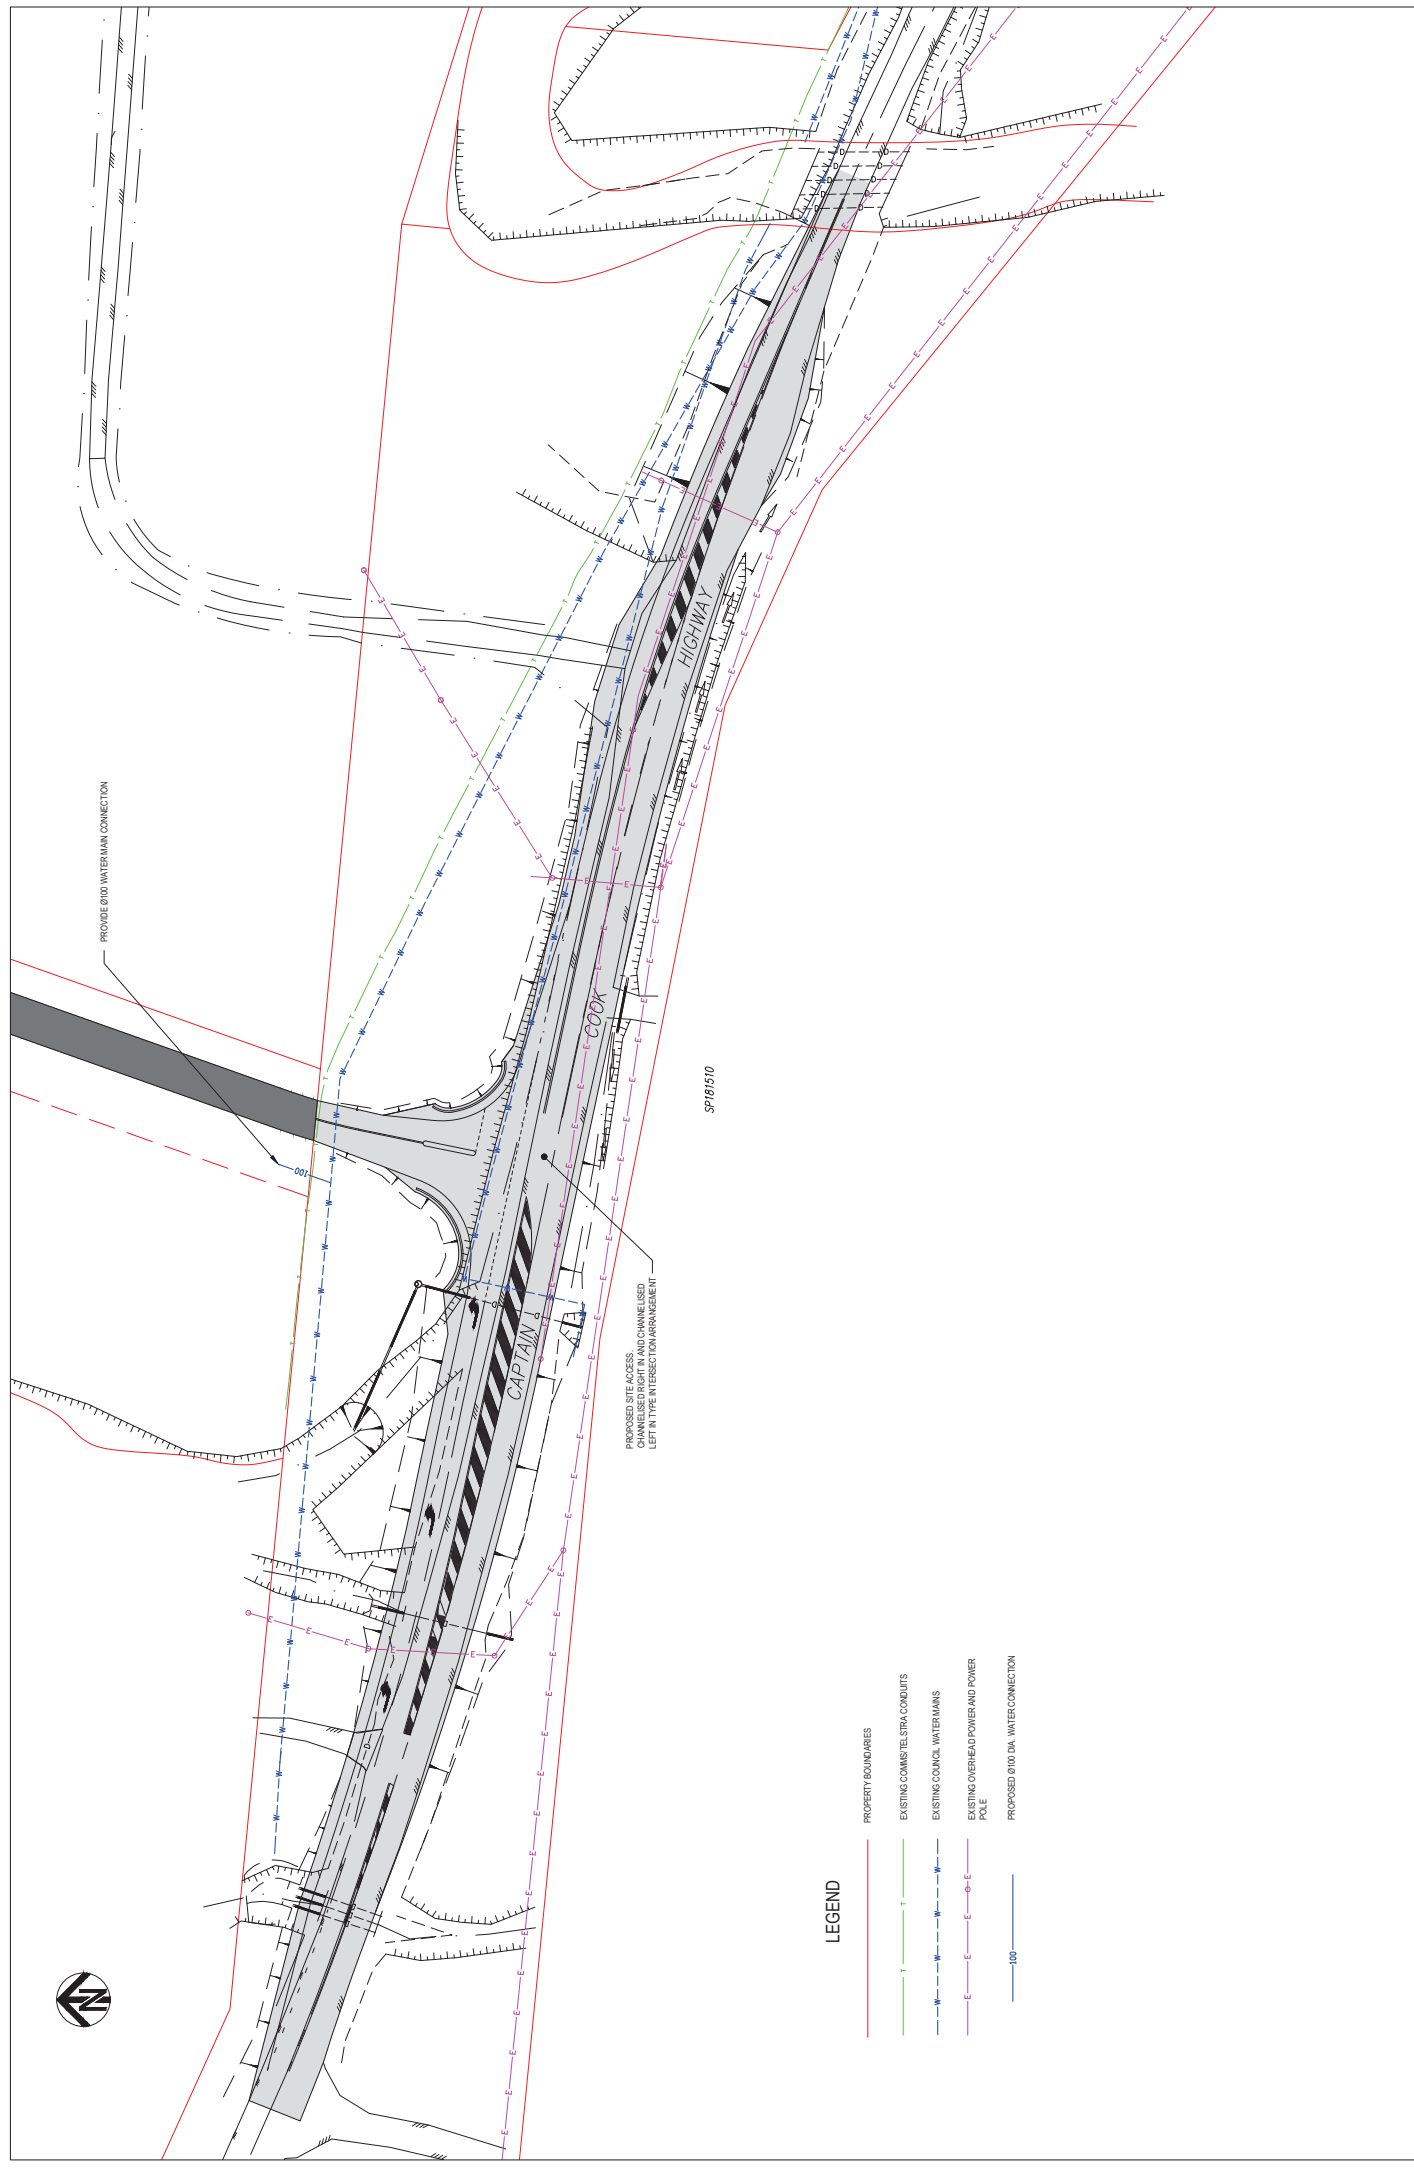 PROVIDE Ø100 WATER MAIN CONNECTION
HIGHWAY
COOK
CAPTAIN
SP181510
100
PROPOSED SITE ACCESS.
CHANNELISED RIGHT IN AND CHANNELISED
LEFT IN TYPE INTERSECTION ARRANGEMENT
LEGEND
PROPERTY BOUNDARIES
T T EXISTING COMMS/TELSTRA CONDUITS
W W W EXISTING COUNCIL WATER MAINS
E E E E EXISTING OVERHEAD POWER AND POWER
POLE
100 PROPOSED Ø100 DIA. WATER CONNECTION
N